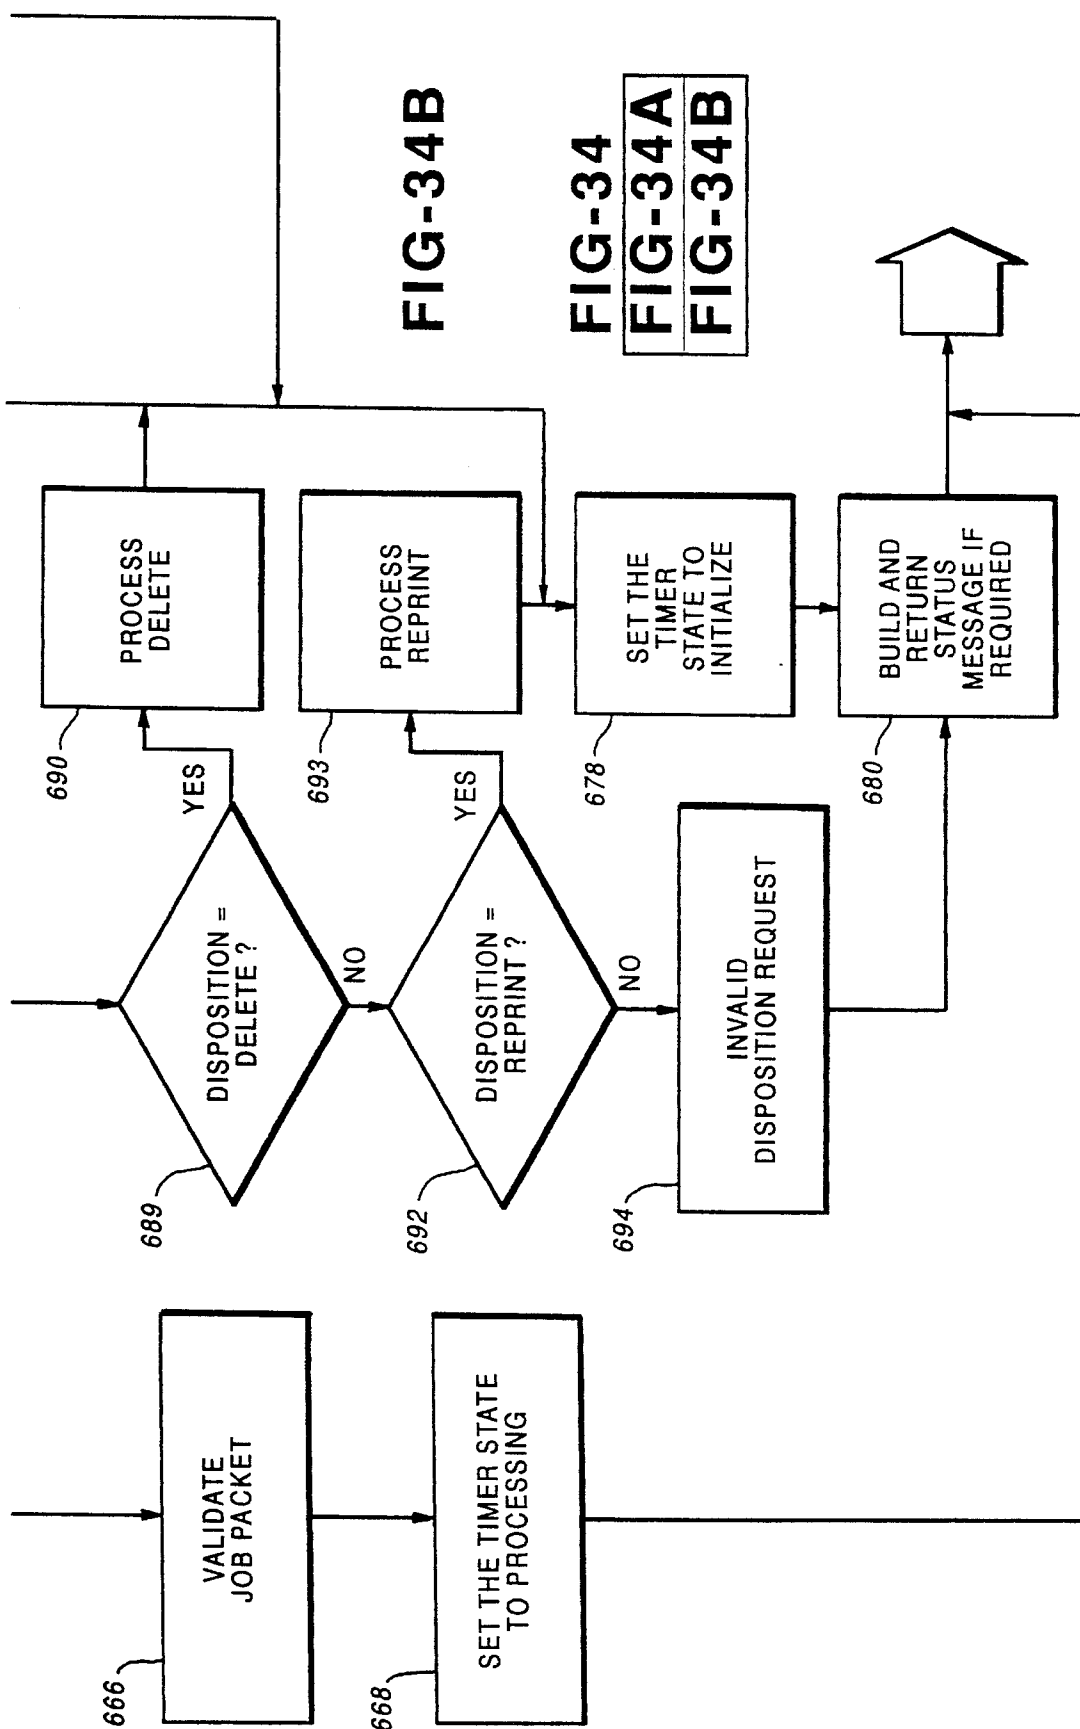 666
VALIDATE
JOB PACKET
668
SET THE TIMER STATE
TO PROCESSING
689
DISPOSITION =
DELETE ?
YES
NO
690
PROCESS
DELETE
692
DISPOSITION =
REPRINT ?
YES
NO
693
PROCESS
REPRINT
694
INVALID
DISPOSITION REQUEST
678
SET THE
TIMER
STATE TO
INITIALIZE
680
BUILD AND
RETURN
STATUS
MESSAGE IF
REQUIRED
FIG-34B
FIG-34
FIG-34A
FIG-34B